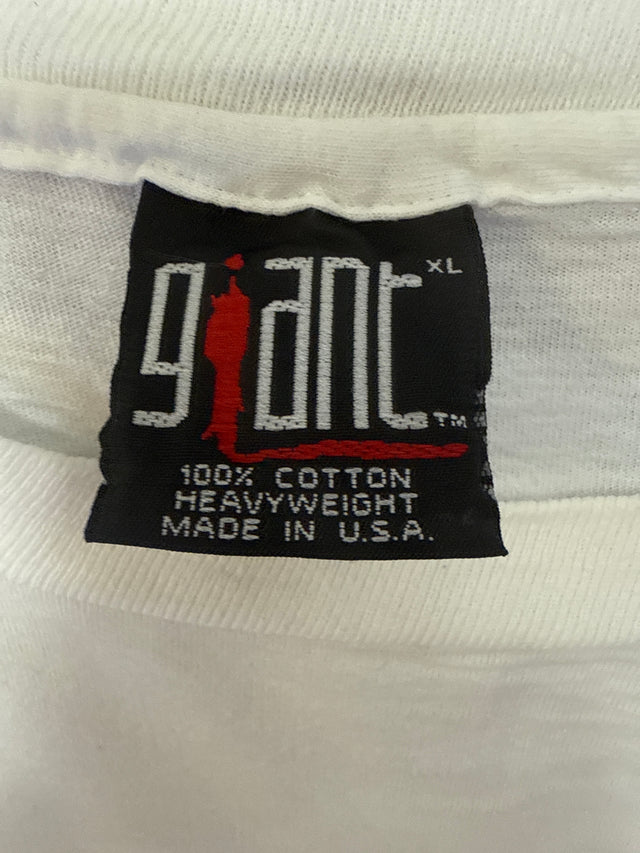 giant XL TM
100% COTTON
HEAVYWEIGHT
MADE IN U.S.A.